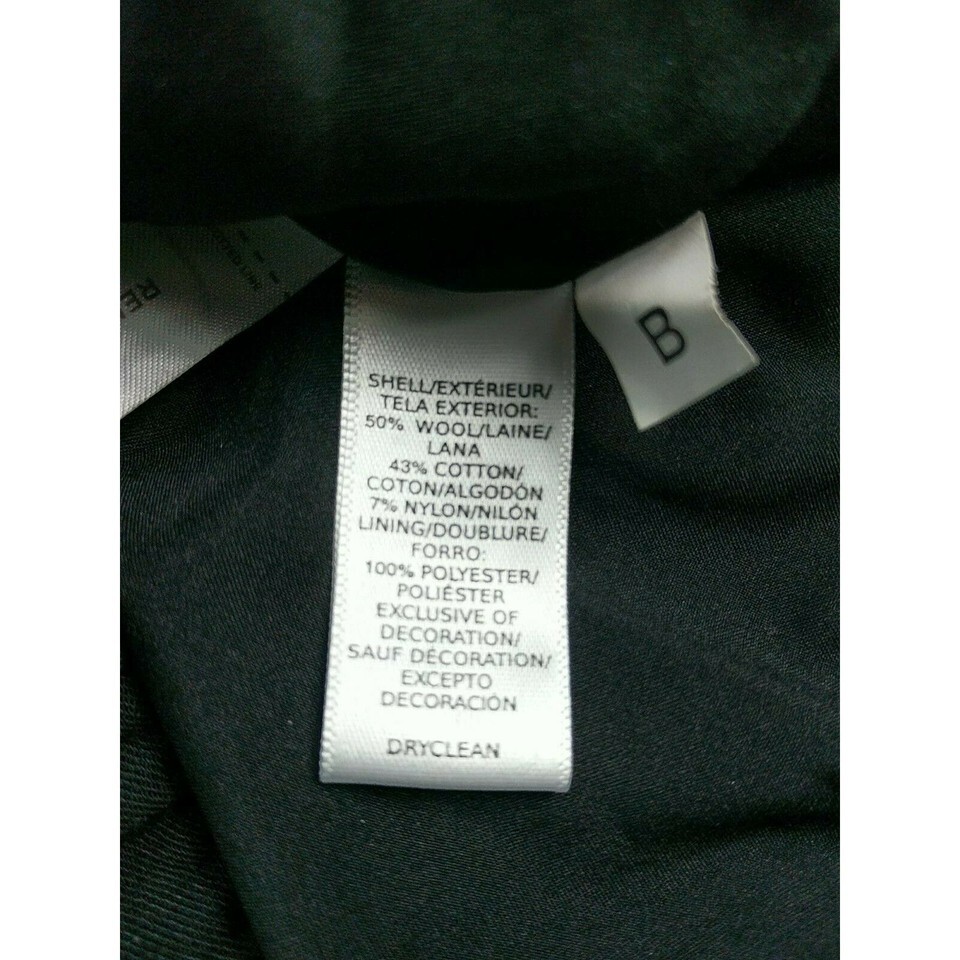 SHELL/EXTÉRIEUR/
TELA EXTERIOR:
50% WOOL/LAINE/
LANA
43% COTTON/
COTON/ALGODÓN
7% NYLON/NILÓN
LINING/DOUBLURE/
FORRO:
100% POLYESTER/
POLIÉSTER
EXCLUSIVE OF
DECORATION/
SAUF DÉCORATION/
EXCEPTO
DECORACIÓN
DRYCLEAN
B